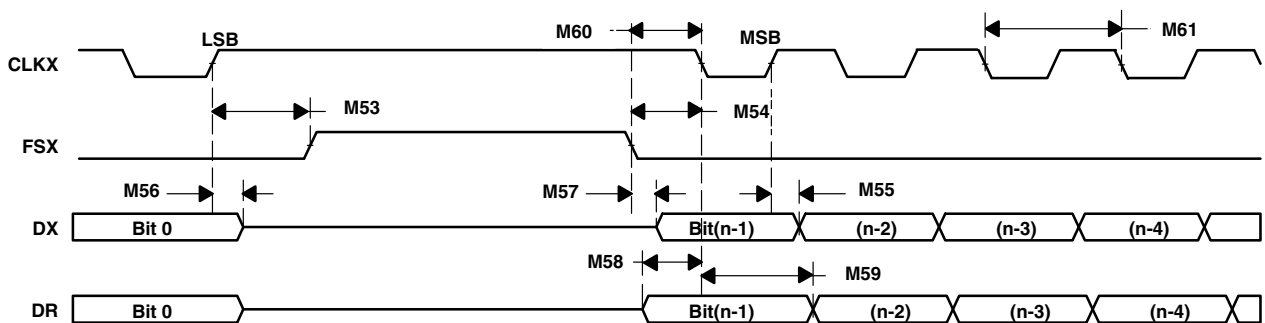 M60
M61
LSB
MSB
CLKX
M53
M54
FSX
M56
M57
M55
DX
Bit 0
Bit(n-1)
(n-2)
(n-3)
(n-4)
M58
M59
DR
Bit 0
Bit(n-1)
(n-2)
(n-3)
(n-4)